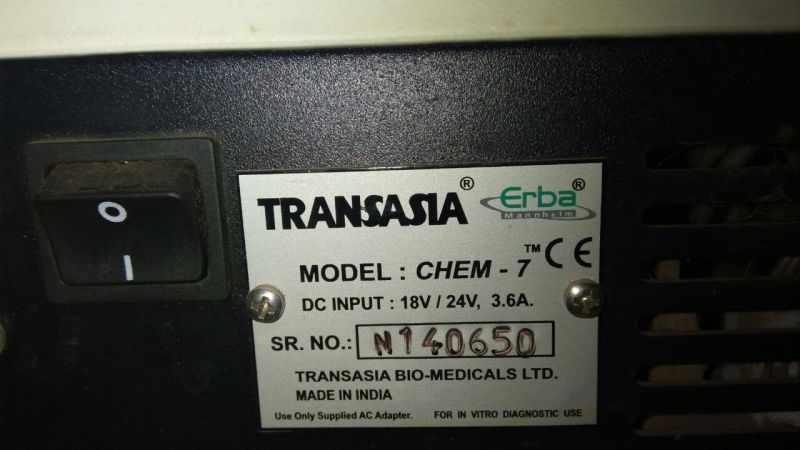 TRANSASIA® Erba®
Mannheim
MODEL : CHEM - 7™ CE
DC INPUT : 18V / 24V, 3.6A.
SR. NO.: N140650
TRANSASIA BIO-MEDICALS LTD.
MADE IN INDIA
Use Only Supplied AC Adapter. FOR IN VITRO DIAGNOSTIC USE
O
I